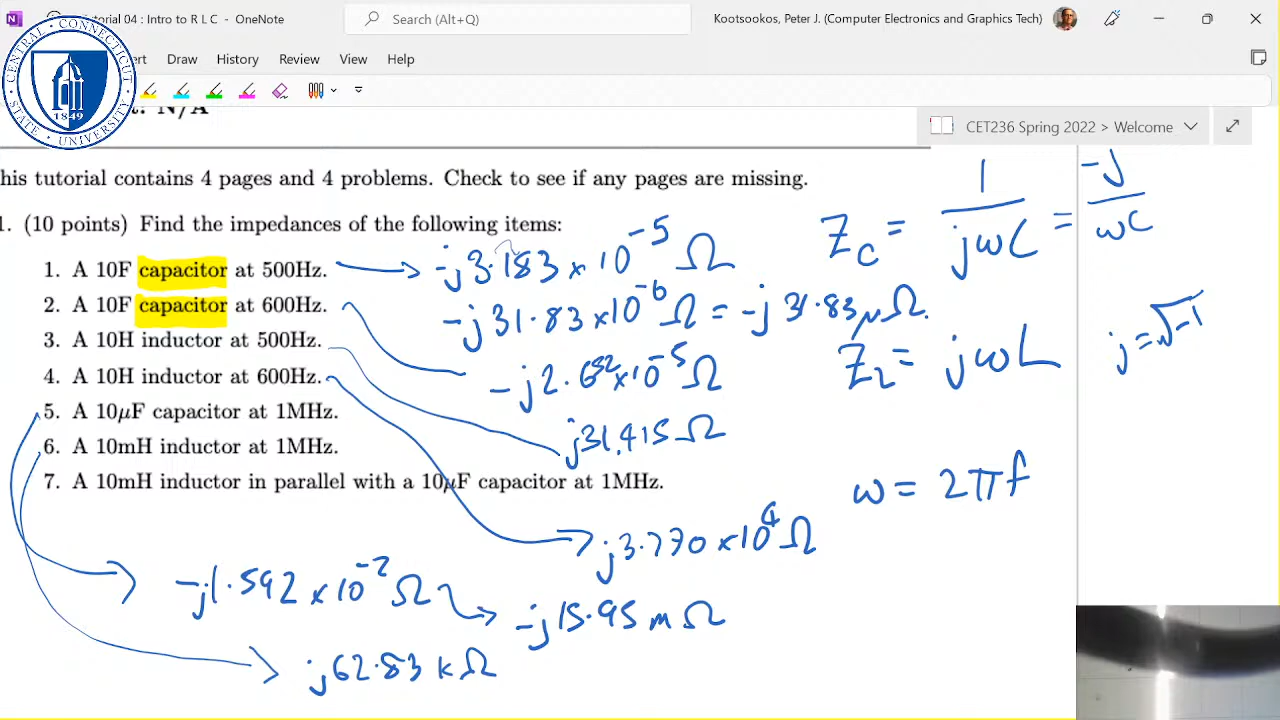 torial 04 : Intro to R L C - OneNote
Search (Alt+Q)
Kootsookos, Peter J. (Computer Electronics and Graphics Tech)
CENTRAL CONNECTICUT STATE UNIVERSITY
1849
Draw History Review View Help
N/A
CET236 Spring 2022 > Welcome
his tutorial contains 4 pages and 4 problems. Check to see if any pages are missing.
1. (10 points) Find the impedances of the following items:
1. A 10F capacitor at 500Hz.
2. A 10F capacitor at 600Hz.
3. A 10H inductor at 500Hz.
4. A 10H inductor at 600Hz.
5. A 10μF capacitor at 1MHz.
6. A 10mH inductor at 1MHz.
7. A 10mH inductor in parallel with a 10μF capacitor at 1MHz.
-j3.183 × 10^-5 Ω
-j31.83 × 10^-6 Ω = -j 31.83 μΩ.
-j2.652 × 10^-5 Ω
j31,415 Ω
j3.770 × 10^4 Ω
-j1.592 × 10^-2 Ω
-j15.95 m Ω
j62.83 k Ω
Z_C = 1/jωC = -j/ωC
Z_L = jωL
j = √-1
ω = 2πf